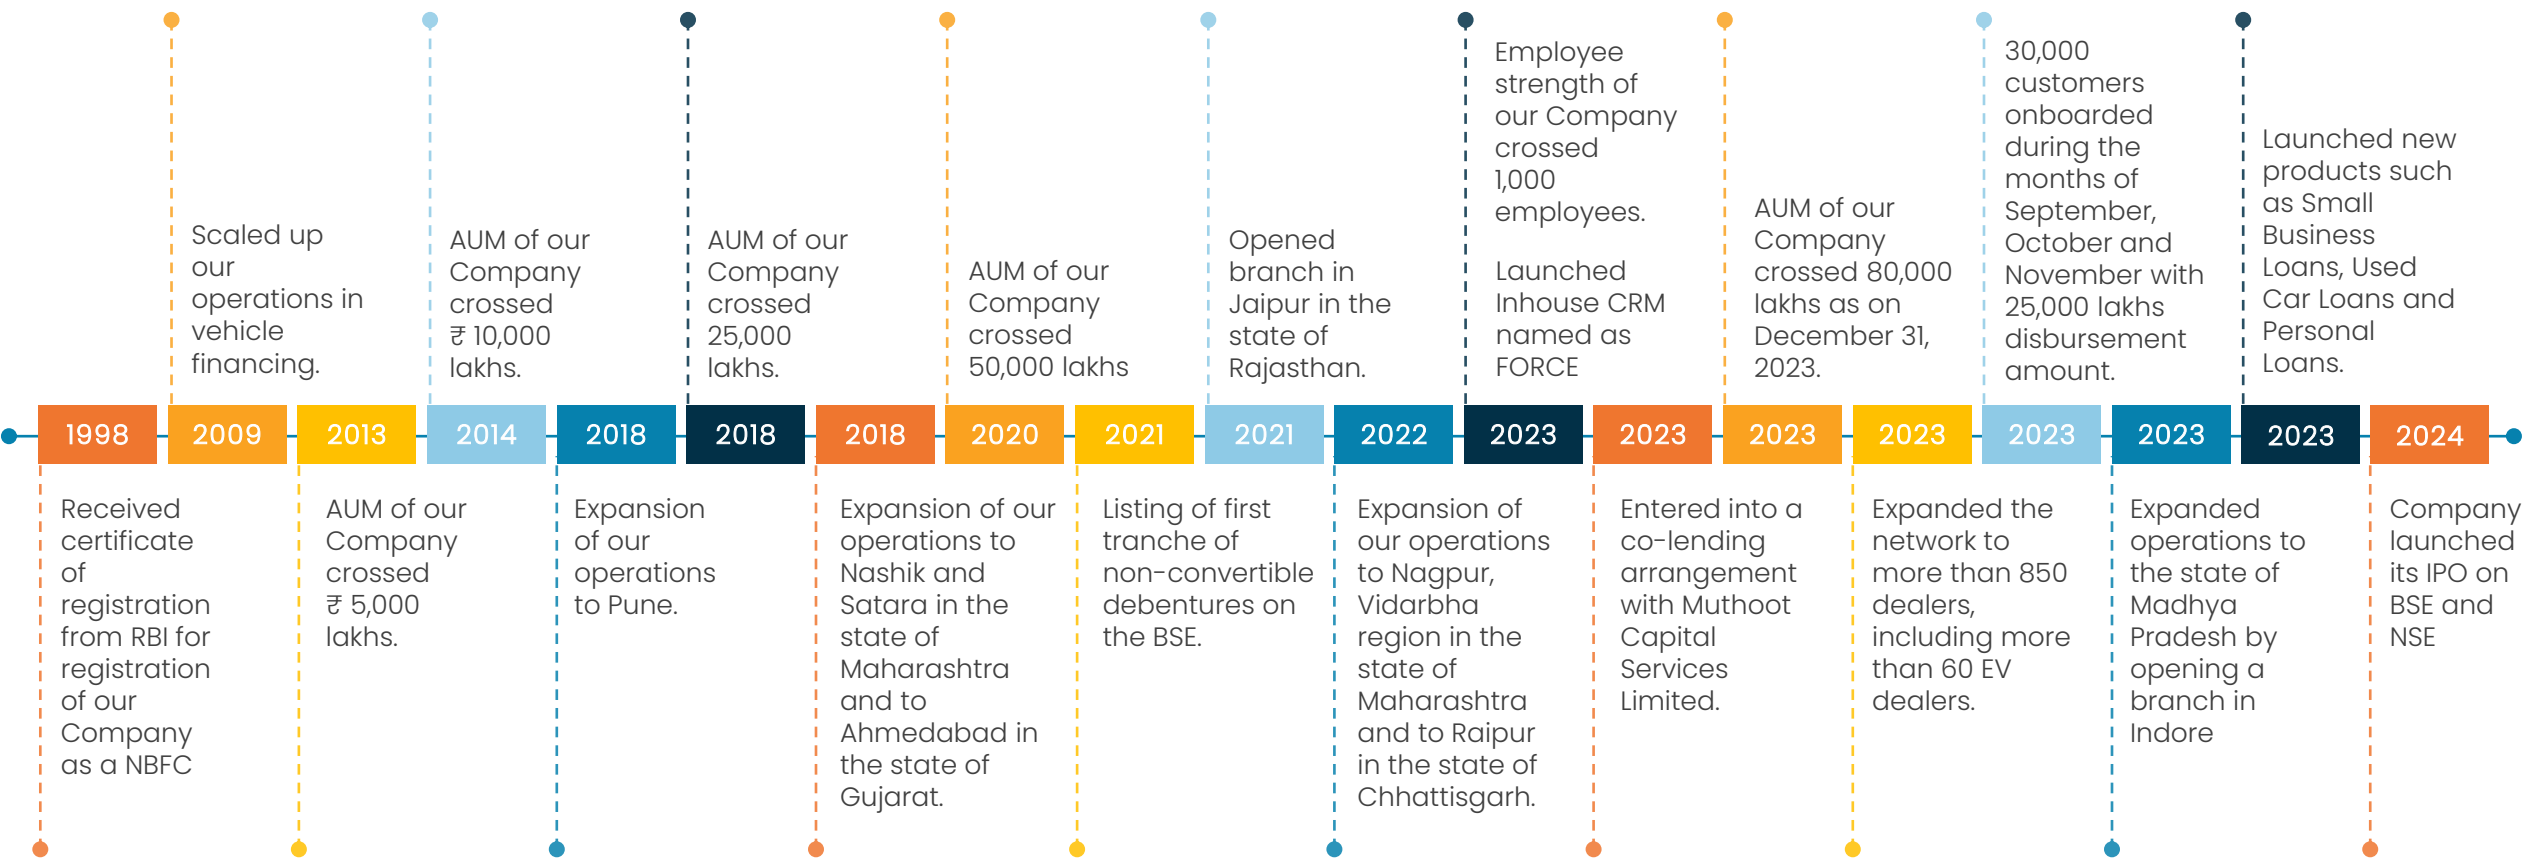 Scaled up
our
operations in
vehicle
financing.
AUM of our
Company
crossed
₹ 10,000
lakhs.
AUM of our
Company
crossed
25,000
lakhs.
AUM of our
Company
crossed
50,000 lakhs
Opened
branch in
Jaipur in the
state of
Rajasthan.
Employee
strength of
our Company
crossed
1,000
employees.
Launched
Inhouse CRM
named as
FORCE
AUM of our
Company
crossed 80,000
lakhs as on
December 31,
2023.
30,000
customers
onboarded
during the
months of
September,
October and
November with
25,000 lakhs
disbursement
amount.
Launched new
products such
as Small
Business
Loans, Used
Car Loans and
Personal
Loans.
1998
2009
2013
2014
2018
2018
2018
2020
2021
2021
2022
2023
2023
2023
2023
2023
2023
2023
2024
Received
certificate
of
registration
from RBI for
registration
of our
Company
as a NBFC
AUM of our
Company
crossed
₹ 5,000
lakhs.
Expansion
of our
operations
to Pune.
Expansion of our
operations to
Nashik and
Satara in the
state of
Maharashtra
and to
Ahmedabad in
the state of
Gujarat.
Listing of first
tranche of
non-convertible
debentures on
the BSE.
Expansion of
our operations
to Nagpur,
Vidarbha
region in the
state of
Maharashtra
and to Raipur
in the state of
Chhattisgarh.
Entered into a
co-lending
arrangement
with Muthoot
Capital
Services
Limited.
Expanded the
network to
more than 850
dealers,
including more
than 60 EV
dealers.
Expanded
operations to
the state of
Madhya
Pradesh by
opening a
branch in
Indore
Company
launched
its IPO on
BSE and
NSE